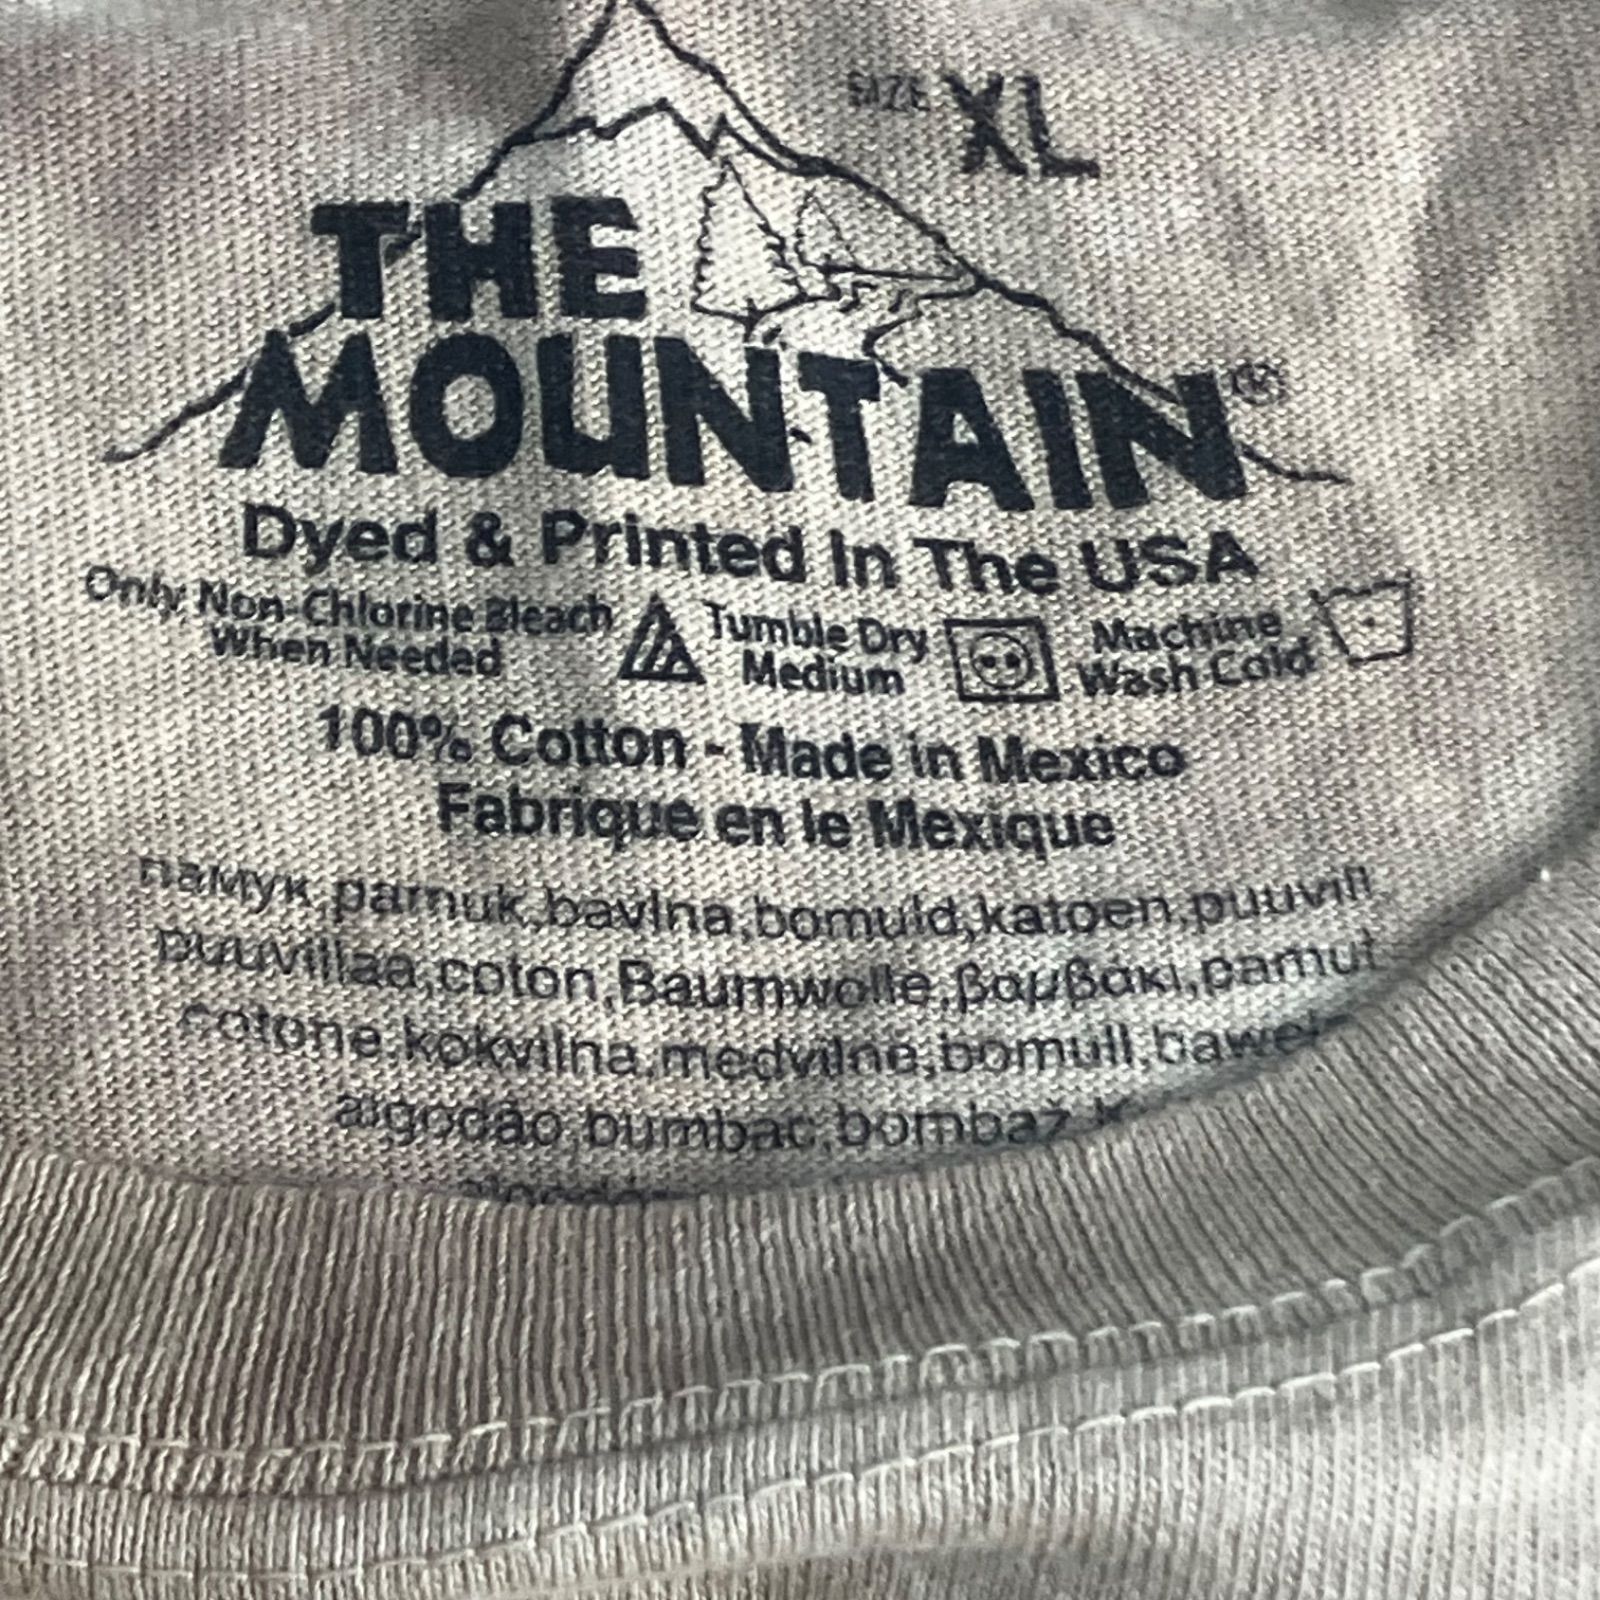 SIZE XL
THE
MOUNTAIN®
Dyed & Printed In The USA
Only Non-Chlorine Bleach
When Needed
Tumble Dry
Medium
Machine
Wash Cold
100% Cotton - Made in Mexico
Fabrique en le Mexique
памук,pamuk,bavlna,bomuld,katoen,puuvill
puuvillaa,coton,Baumwolle,βαμβάκι,pamut
cotone,kokvilna,medvilne,bomull,
algodão,bumbac,bombaž